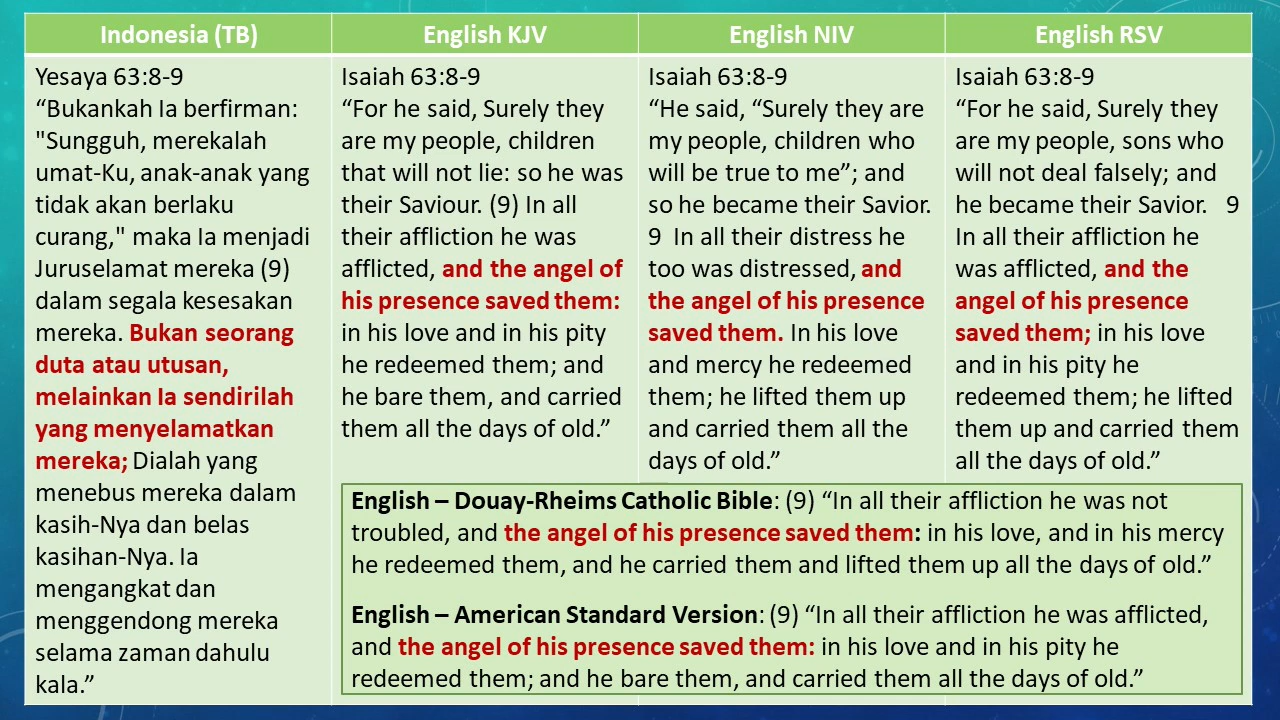 Indonesia (TB)
English KJV
English NIV
English RSV
Yesaya 63:8-9
“Bukankah Ia berfirman:
"Sungguh, merekalah
umat-Ku, anak-anak yang
tidak akan berlaku
curang," maka Ia menjadi
Juruselamat mereka (9)
dalam segala kesesakan
mereka. Bukan seorang
duta atau utusan,
melainkan Ia sendirilah
yang menyelamatkan
mereka; Dialah yang
menebus mereka dalam
kasih-Nya dan belas
kasihan-Nya. Ia
mengangkat dan
menggendong mereka
selama zaman dahulu
kala.”
Isaiah 63:8-9
“For he said, Surely they
are my people, children
that will not lie: so he was
their Saviour. (9) In all
their affliction he was
afflicted, and the angel of
his presence saved them:
in his love and in his pity
he redeemed them; and
he bare them, and carried
them all the days of old.”
Isaiah 63:8-9
“He said, “Surely they are
my people, children who
will be true to me”; and
so he became their Savior.
9 In all their distress he
too was distressed, and
the angel of his presence
saved them. In his love
and mercy he redeemed
them; he lifted them up
and carried them all the
days of old.”
Isaiah 63:8-9
“For he said, Surely they
are my people, sons who
will not deal falsely; and
he became their Savior. 9
In all their affliction he
was afflicted, and the
angel of his presence
saved them; in his love
and in his pity he
redeemed them; he lifted
them up and carried them
all the days of old.”
English – Douay-Rheims Catholic Bible: (9) “In all their affliction he was not
troubled, and the angel of his presence saved them: in his love, and in his mercy
he redeemed them, and he carried them and lifted them up all the days of old.”
English – American Standard Version: (9) “In all their affliction he was afflicted,
and the angel of his presence saved them: in his love and in his pity he
redeemed them; and he bare them, and carried them all the days of old.”